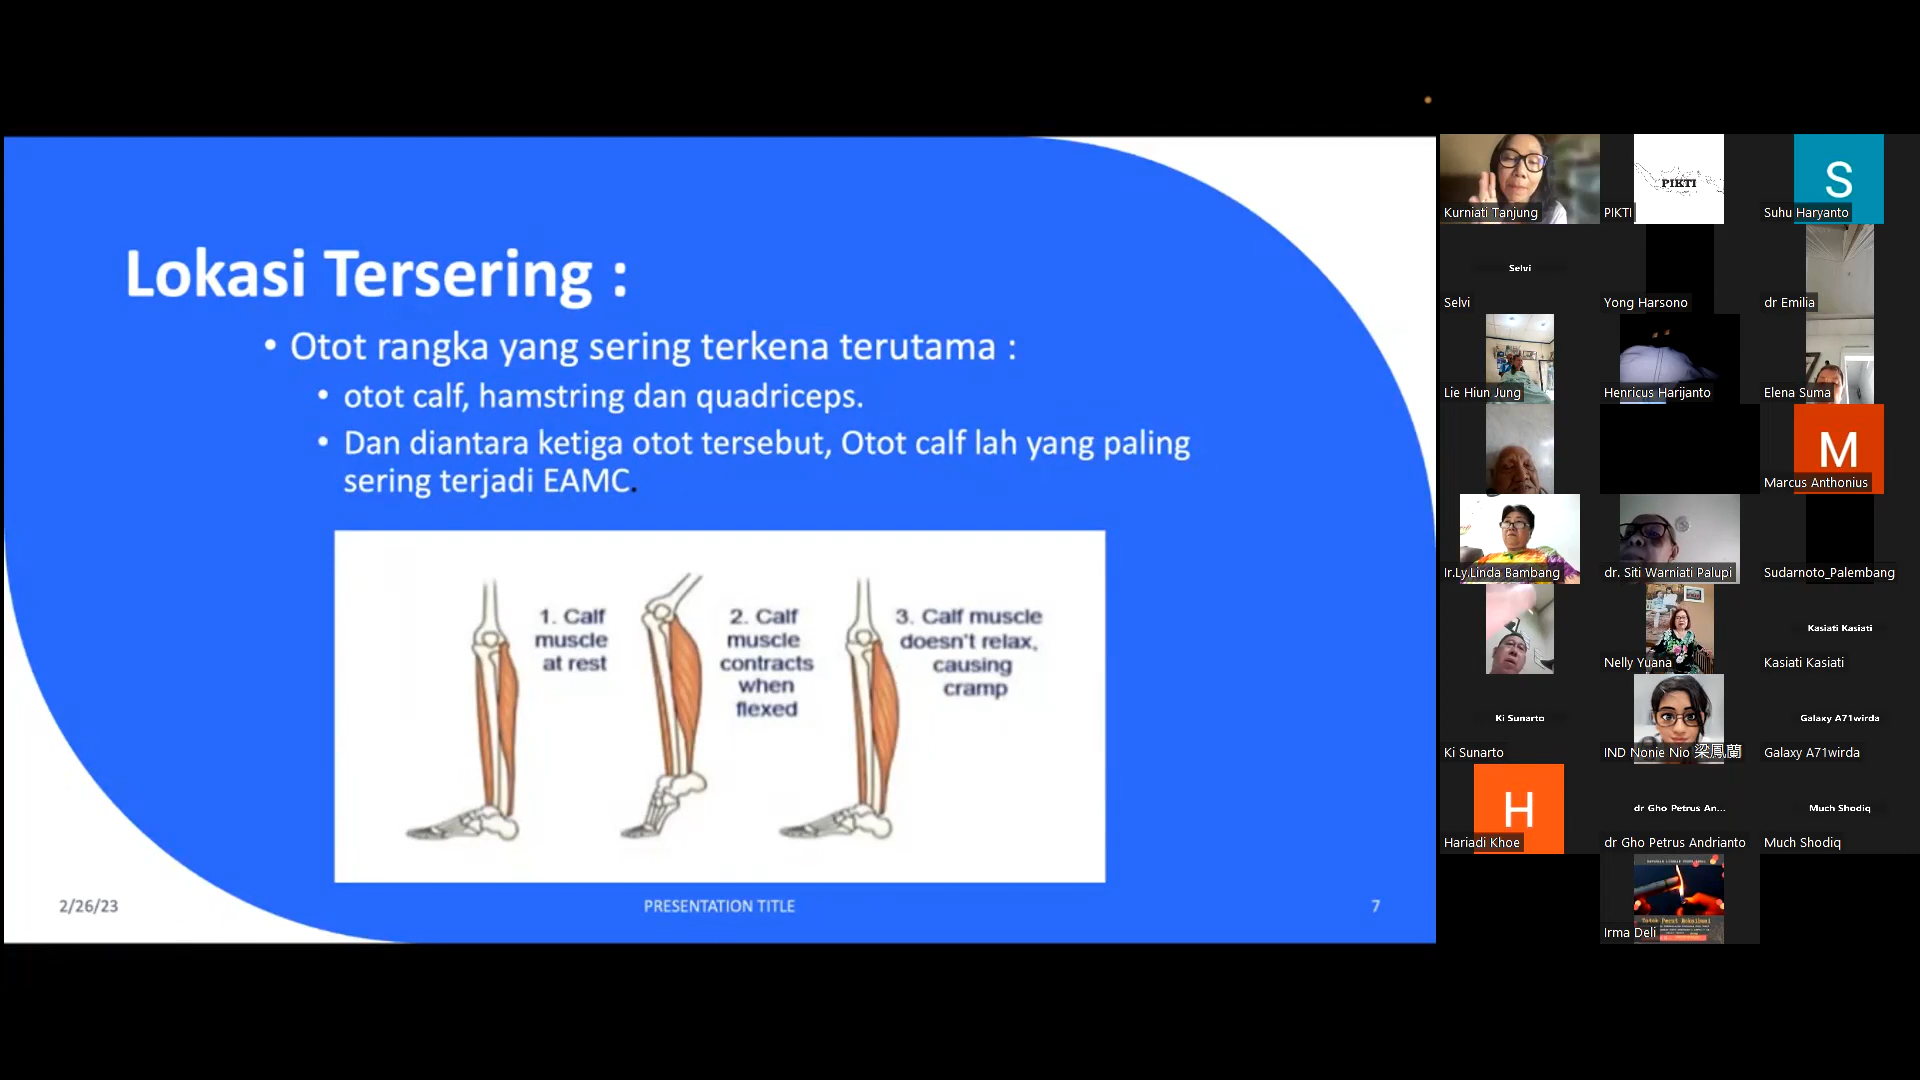 Lokasi Tersering :
• Otot rangka yang sering terkena terutama :
• otot calf, hamstring dan quadriceps.
• Dan diantara ketiga otot tersebut, Otot calf lah yang paling
sering terjadi EAMC.
1. Calf
muscle
at rest
2. Calf
muscle
contracts
when
flexed
3. Calf muscle
doesn't relax,
causing
cramp
2/26/23
PRESENTATION TITLE
7
Kurniati Tanjung
PIKTI
PIKTI
S
Suhu Haryanto
Selvi
Selvi
Yong Harsono
dr Emilia
Lie Hiun Jung
Henricus Harijanto
Elena Suma
M
Marcus Anthonius
Ir.Ly.Linda Bambang
dr. Siti Warniati Palupi
Sudarnoto_Palembang
Nelly Yuana
Kasiati Kasiati
Kasiati Kasiati
Ki Sunarto
Ki Sunarto
IND Nonie Nio 梁鳳蘭
Galaxy A71wirda
Galaxy A71wirda
H
Hariadi Khoe
dr Gho Petrus An...
dr Gho Petrus Andrianto
Much Shodiq
Much Shodiq
Totok Perut Moksibusi
Irma Deli